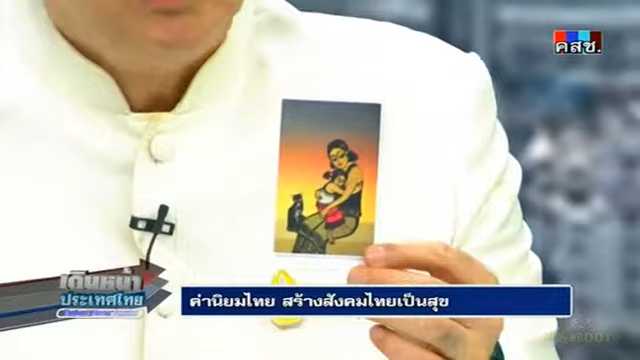 คสช.
เดินหน้า
ประเทศไทย
ค่านิยมไทย สร้างสังคมไทยเป็นสุข